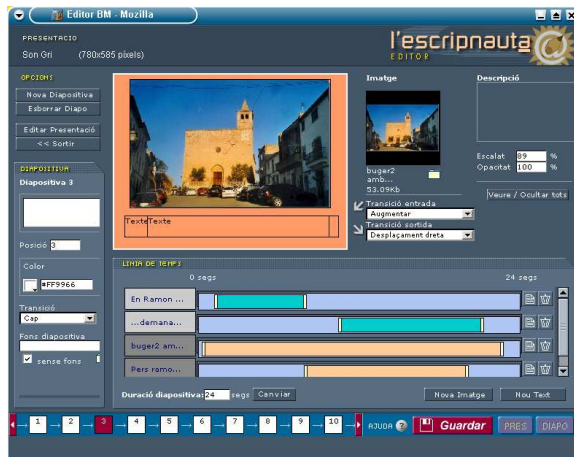 Editor BM - Mozilla
PRESENTACIO
Son Gri (780x585 píxels)
l'escripnauta@
EDITOR
OPCIONS
Nova Diapositiva
Esborrar Diapo
Editar Presentació
<< Sortir
DIAPOSITIVA
Diapositiva 3
Posició 3
Color
#FF9966
Transició
Cap
Fons diapositiva
sense fons
TexteTexte
Imatge
buger2
amb...
53.09Kb
Transició entrada
Augmentar
Transició sortida
Desplaçament dreta
Descripció
Escalat 89 %
Opacitat 100 %
Veure / Ocultar tots
LINIA DE TEMPS
0 segs 24 segs
En Ramon ...
...demana...
buger2 am...
Pers ramo...
Duració diapositiva: 24 segs Canviar
Nova Imatge Nou Text
1 2 3 4 5 6 7 8 9 10
AJUDA ? Guardar PRES DIAPO